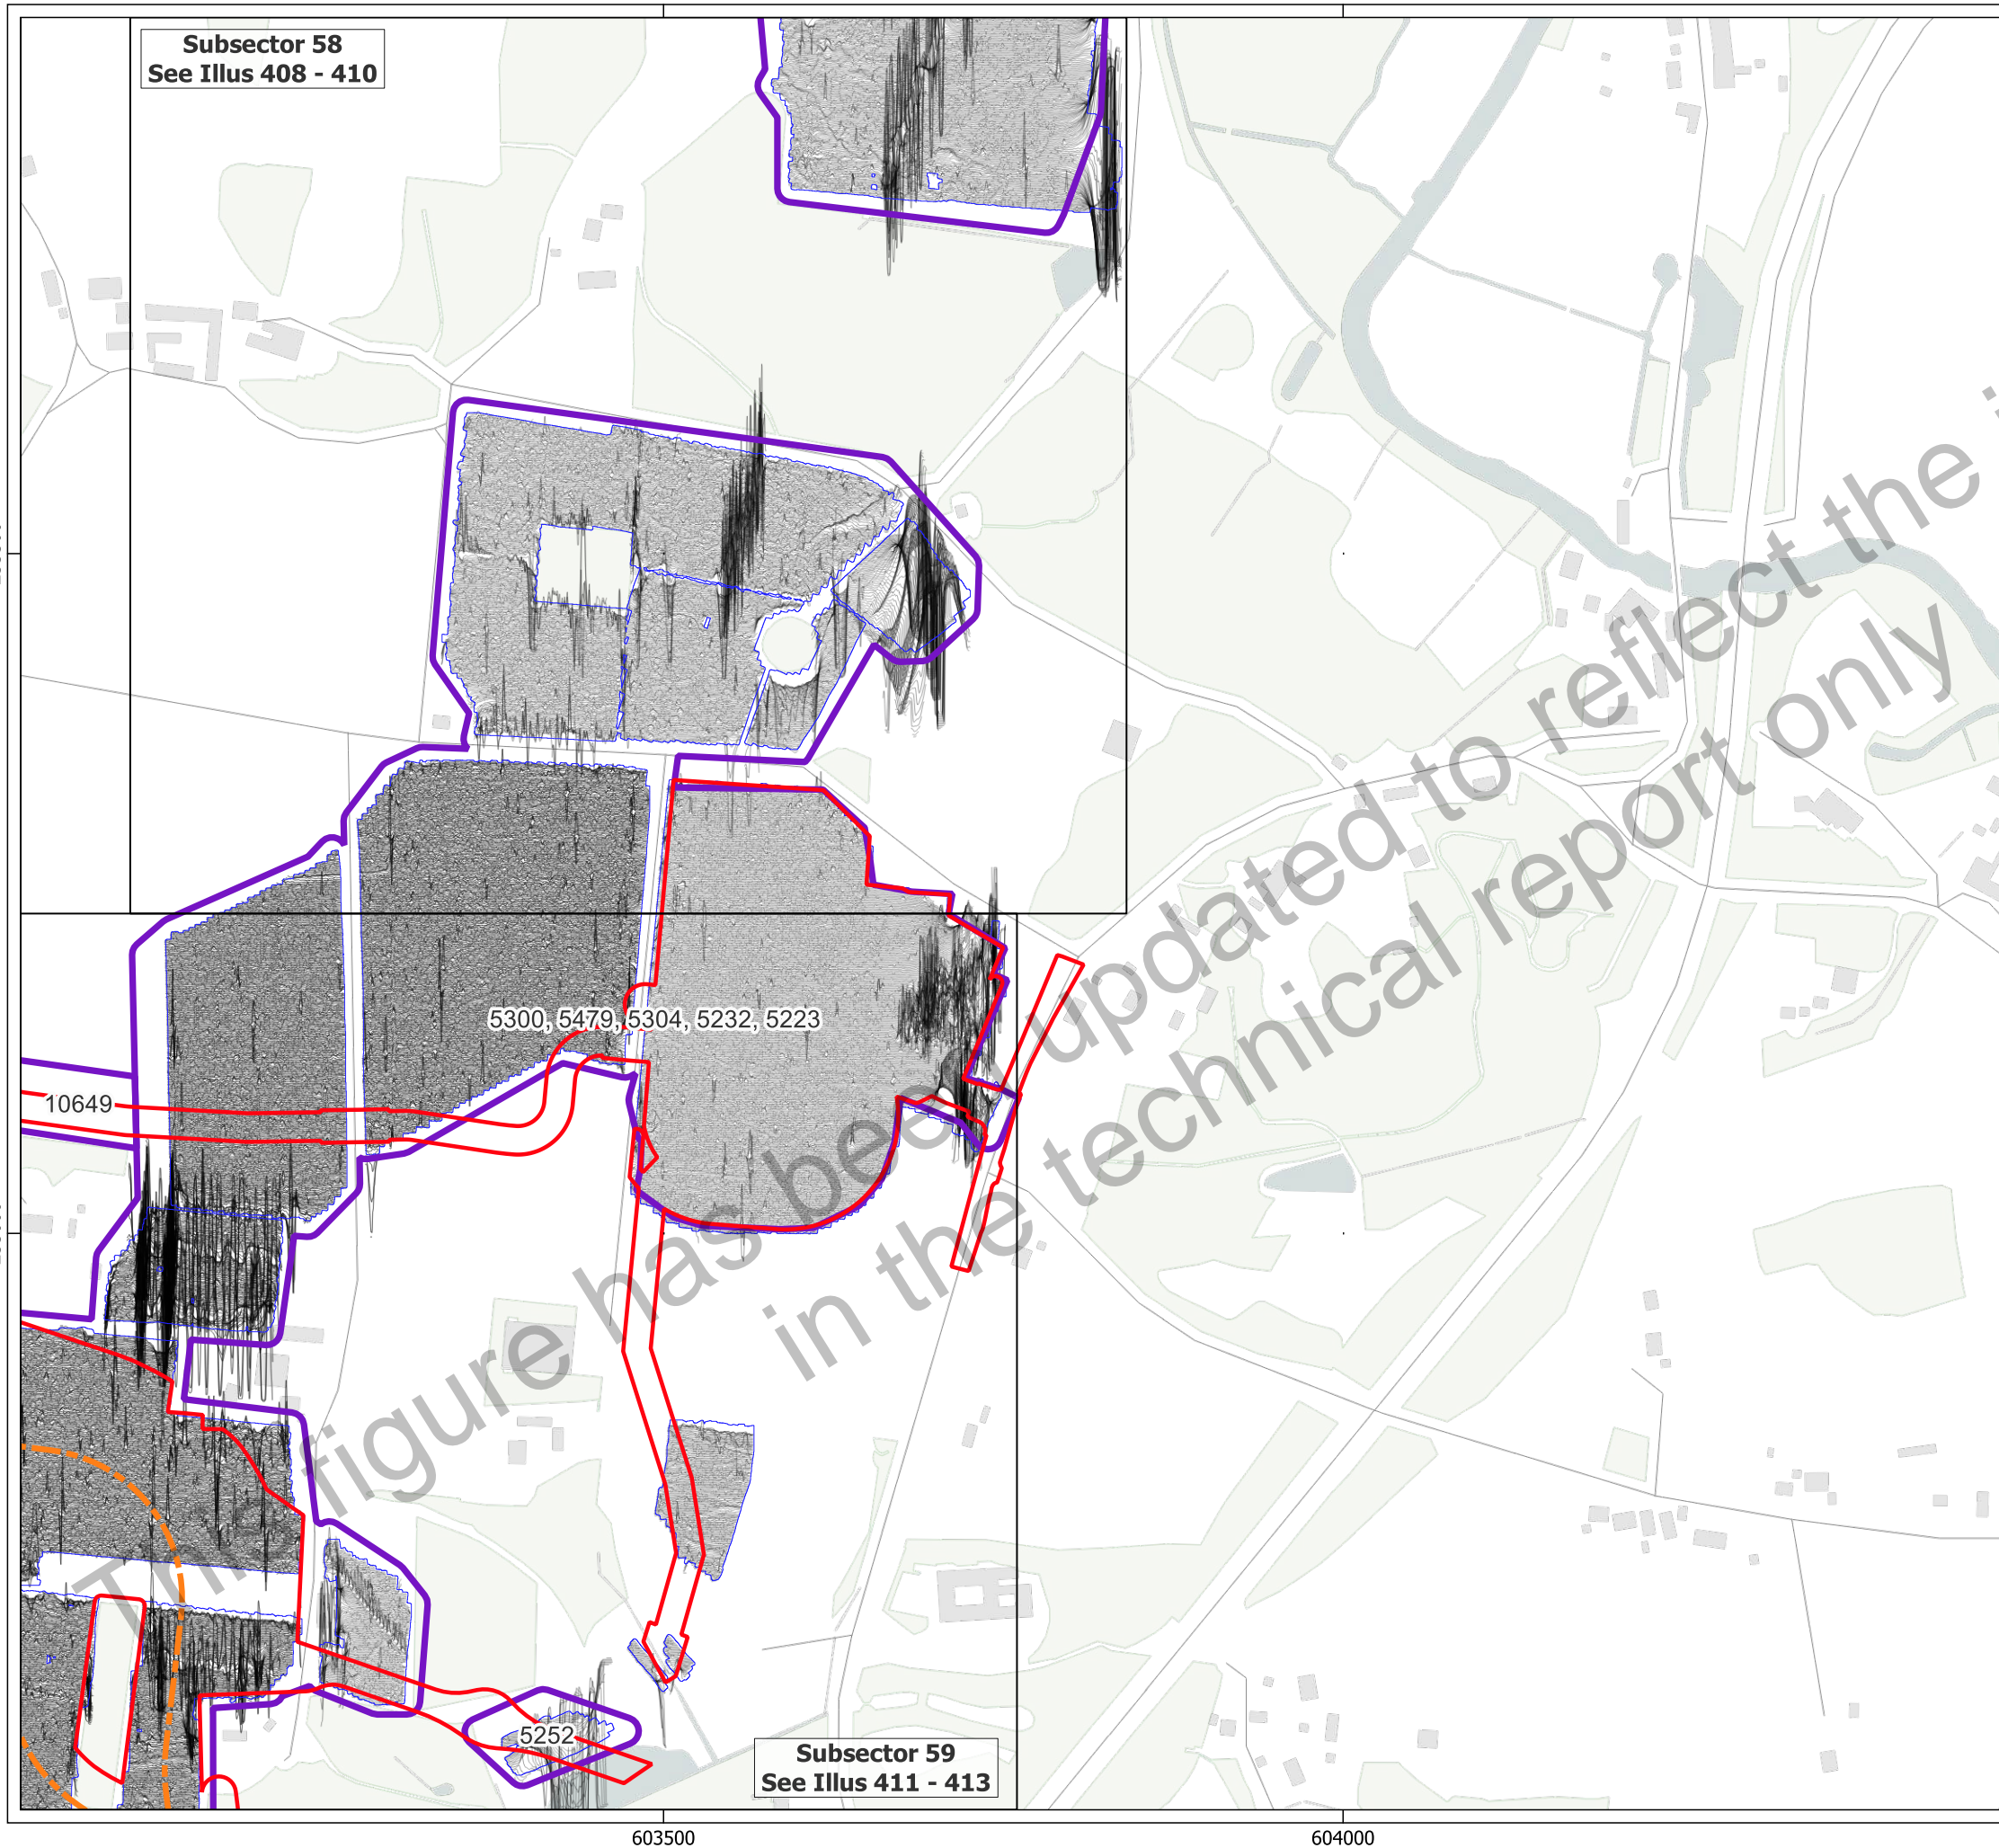 Subsector 58
See Illus 408 - 410
5300, 5479, 5304, 5232, 5223
10649
5252
Subsector 59
See Illus 411 - 413
This figure has been updated to reflect the
in the technical report only
603500
604000